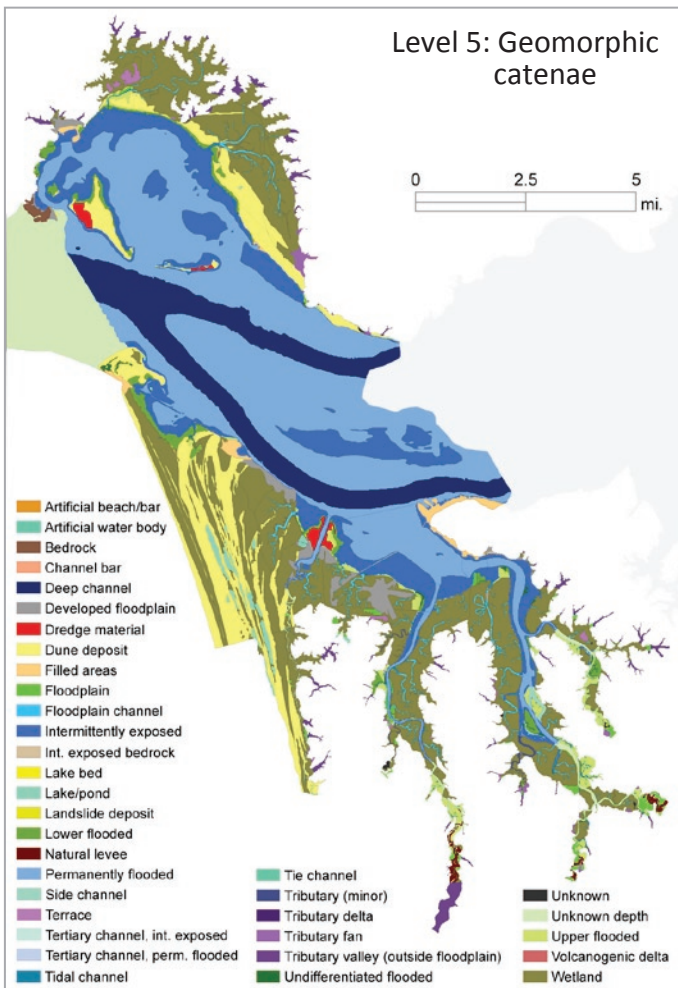 Level 5: Geomorphic
catenae
0 2.5 5
mi.
Artificial beach/bar
Artificial water body
Bedrock
Channel bar
Deep channel
Developed floodplain
Dredge material
Dune deposit
Filled areas
Floodplain
Floodplain channel
Intermittently exposed
Int. exposed bedrock
Lake bed
Lake/pond
Landslide deposit
Lower flooded
Natural levee
Permanently flooded
Side channel
Terrace
Tertiary channel, int. exposed
Tertiary channel, perm. flooded
Tidal channel
Tie channel
Tributary (minor)
Tributary delta
Tributary fan
Tributary valley (outside floodplain)
Undifferentiated flooded
Unknown
Unknown depth
Upper flooded
Volcanogenic delta
Wetland